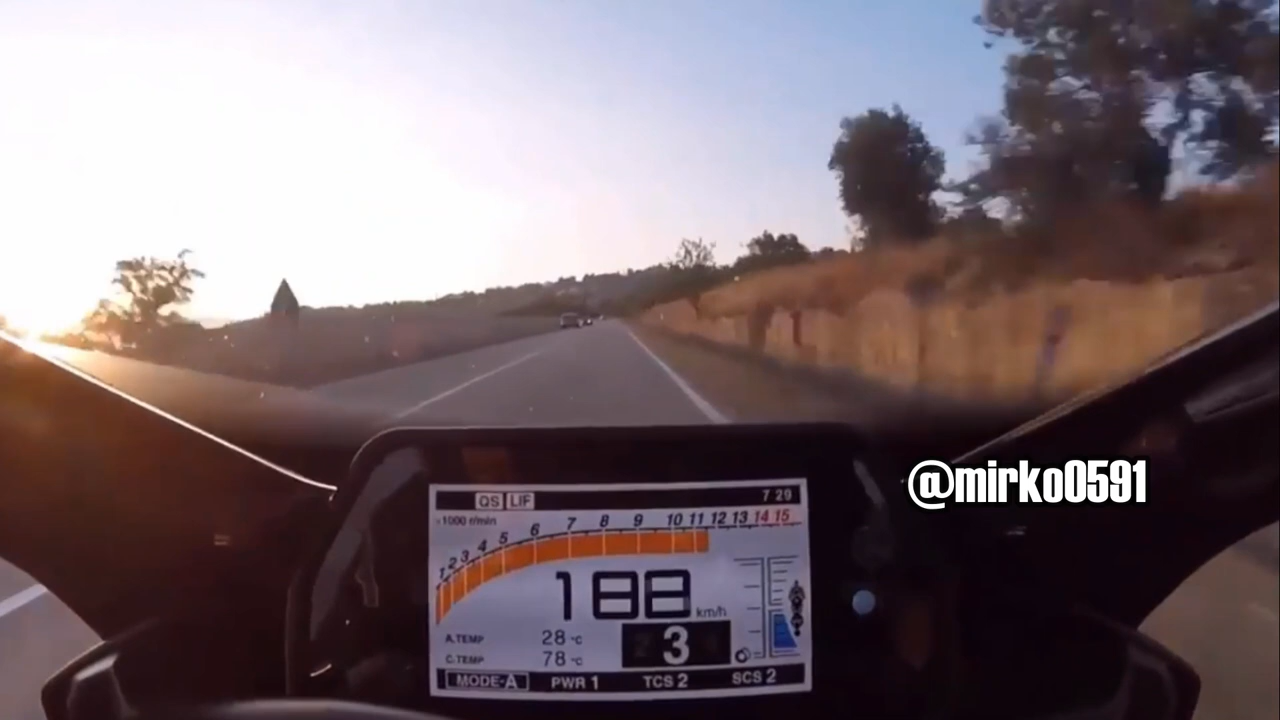 @mirko0591
QS LIF 7 29
×1000 r/min
1 2 3 4 5 6 7 8 9 10 11 12 13 14 15
188 km/h
A.TEMP 28 °C
C.TEMP 78 °C
3
MODE-A PWR 1 TCS 2 SCS 2